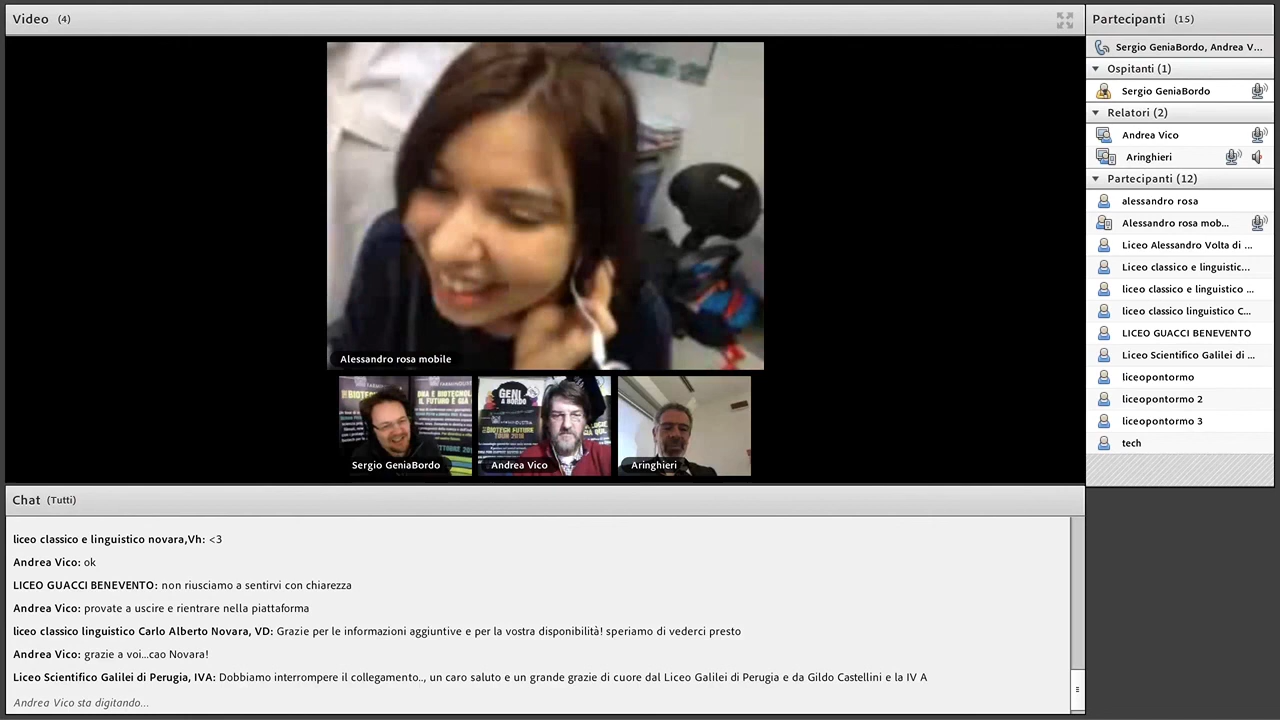 Video (4)
Alessandro rosa mobile
GENI
A BORDO
TOUR 2016
Sergio GeniaBordo
Andrea Vico
Aringhieri
Chat (Tutti)
liceo classico e linguistico novara,Vh: <3
Andrea Vico: ok
LICEO GUACCI BENEVENTO: non riusciamo a sentirvi con chiarezza
Andrea Vico: provate a uscire e rientrare nella piattaforma
liceo classico linguistico Carlo Alberto Novara, VD: Grazie per le informazioni aggiuntive e per la vostra disponibilità! speriamo di vederci presto
Andrea Vico: grazie a voi...cao Novara!
Liceo Scientifico Galilei di Perugia, IVA: Dobbiamo interrompere il collegamento.., un caro saluto e un grande grazie di cuore dal Liceo Galilei di Perugia e da Gildo Castellini e la IV A
Andrea Vico sta digitando...
Partecipanti (15)
Sergio GeniaBordo, Andrea V...
Ospitanti (1)
Sergio GeniaBordo
Relatori (2)
Andrea Vico
Aringhieri
Partecipanti (12)
alessandro rosa
Alessandro rosa mob...
Liceo Alessandro Volta di ...
Liceo classico e linguistic...
liceo classico e linguistico ...
liceo classico linguistico C...
LICEO GUACCI BENEVENTO
Liceo Scientifico Galilei di ...
liceopontormo
liceopontormo 2
liceopontormo 3
tech